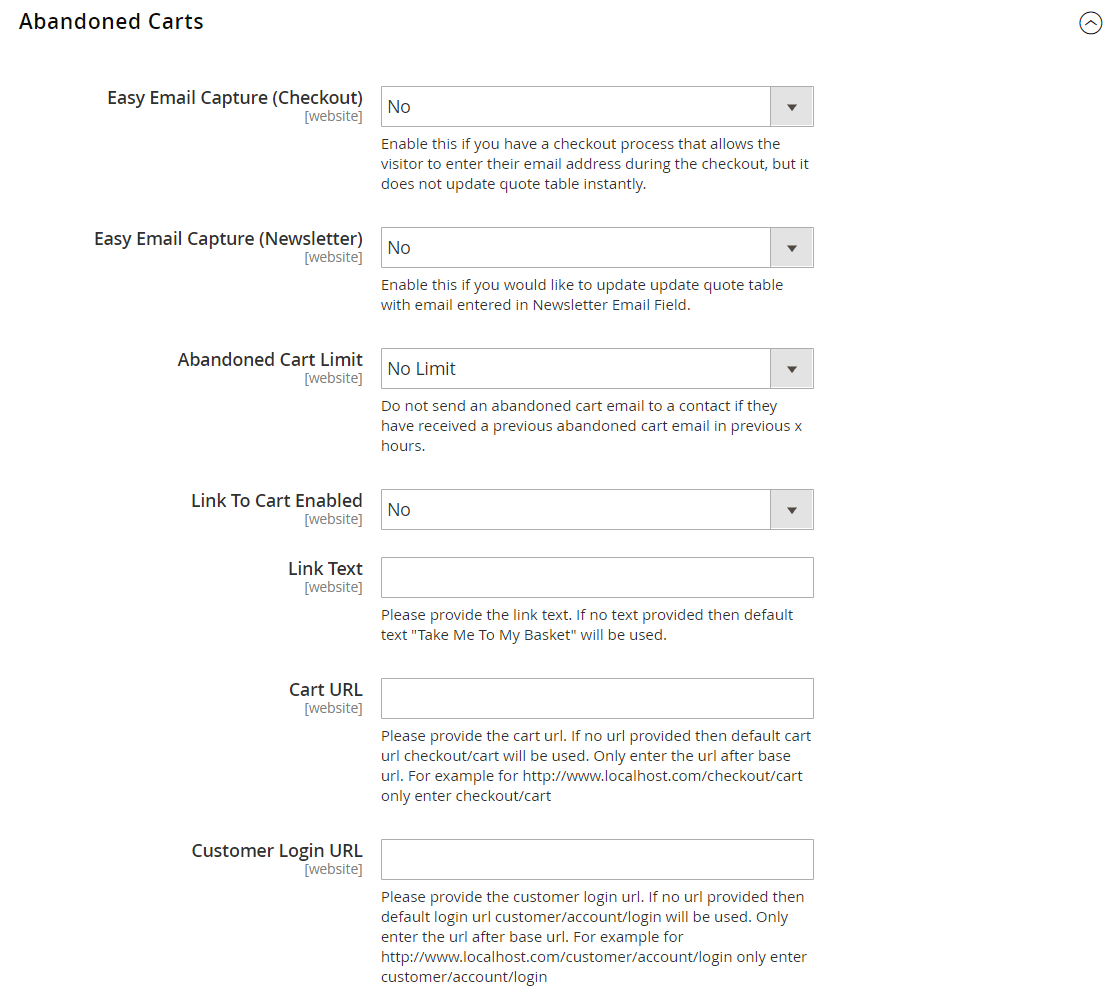 Abandoned Carts
Easy Email Capture (Checkout)
[website]
No
Enable this if you have a checkout process that allows the
visitor to enter their email address during the checkout, but it
does not update quote table instantly.
Easy Email Capture (Newsletter)
[website]
No
Enable this if you would like to update update quote table
with email entered in Newsletter Email Field.
Abandoned Cart Limit
[website]
No Limit
Do not send an abandoned cart email to a contact if they
have received a previous abandoned cart email in previous x
hours.
Link To Cart Enabled
[website]
No
Link Text
[website]
Please provide the link text. If no text provided then default
text "Take Me To My Basket" will be used.
Cart URL
[website]
Please provide the cart url. If no url provided then default cart
url checkout/cart will be used. Only enter the url after base
url. For example for http://www.localhost.com/checkout/cart
only enter checkout/cart
Customer Login URL
[website]
Please provide the customer login url. If no url provided then
default login url customer/account/login will be used. Only
enter the url after base url. For example for
http://www.localhost.com/customer/account/login only enter
customer/account/login